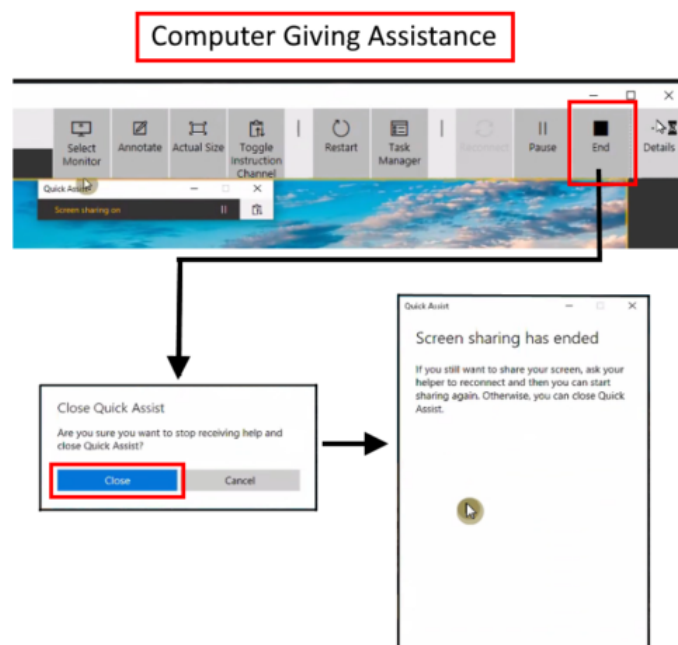 Computer Giving Assistance
Select Monitor
Annotate
Actual Size
Toggle Instruction Channel
Restart
Task Manager
Reconnect
Pause
End
Details
Quick Assist
Screen sharing on
Quick Assist
Screen sharing has ended
If you still want to share your screen, ask your
helper to reconnect and then you can start
sharing again. Otherwise, you can close Quick
Assist.
Close Quick Assist
Are you sure you want to stop receiving help and
close Quick Assist?
Close
Cancel